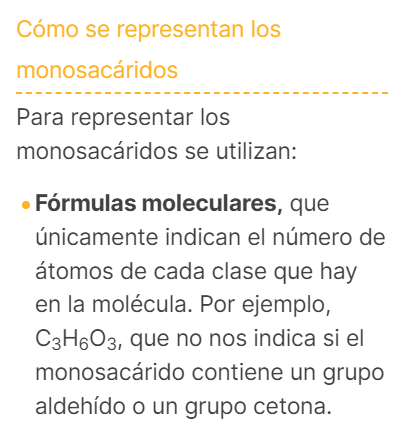 Cómo se representan los
monosacáridos
Para representar los
monosacáridos se utilizan:
Fórmulas moleculares, que
únicamente indican el número de
átomos de cada clase que hay
en la molécula. Por ejemplo,
C₃H₆O₃, que no nos indica si el
monosacárido contiene un grupo
aldehído o un grupo cetona.